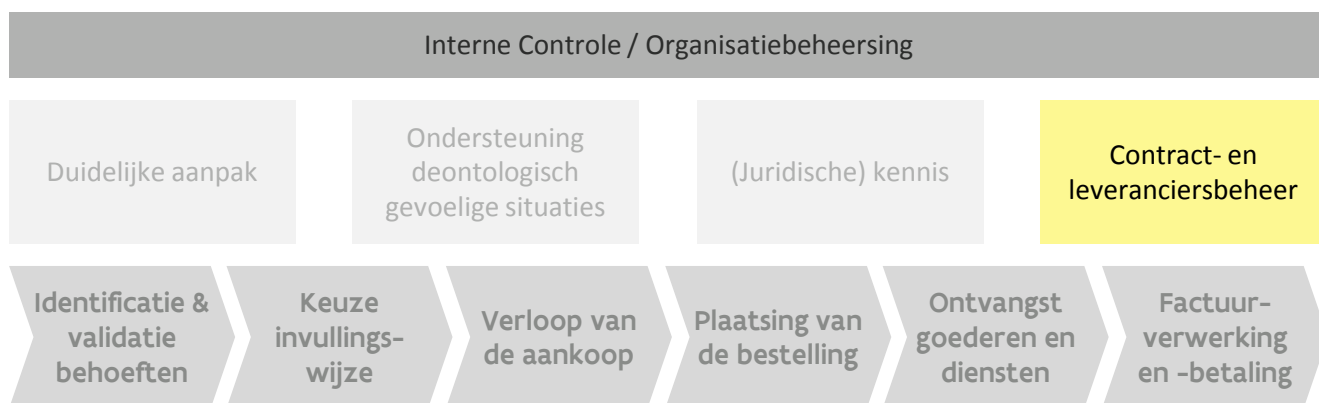 Interne Controle / Organisatiebeheersing
Duidelijke aanpak
Ondersteuning
deontologisch
gevoelige situaties
(Juridische) kennis
Contract- en
leveranciersbeheer
Identificatie &
validatie
behoeften
Keuze
invullings-
wijze
Verloop van
de aankoop
Plaatsing van
de bestelling
Ontvangst
goederen en
diensten
Factuur-
verwerking
en -betaling